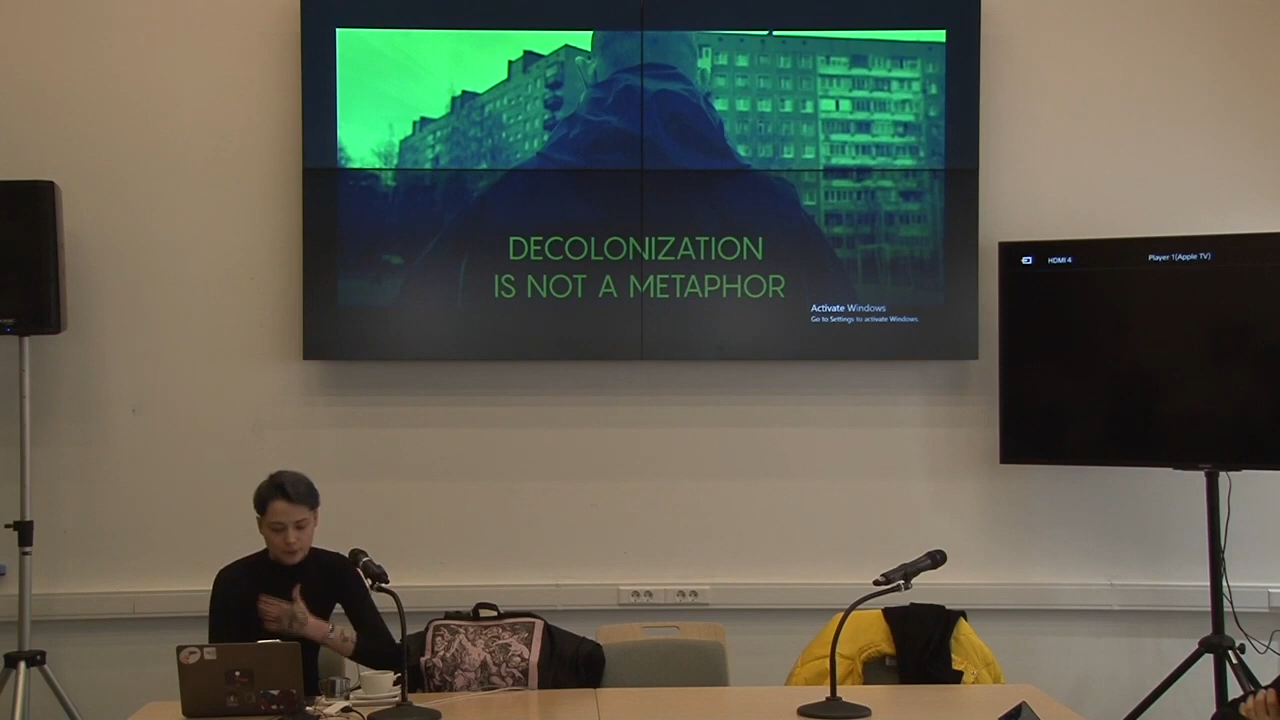 DECOLONIZATION
IS NOT A METAPHOR
Activate Windows
Go to Settings to activate Windows.
HDMI 4
Player 1(Apple TV)